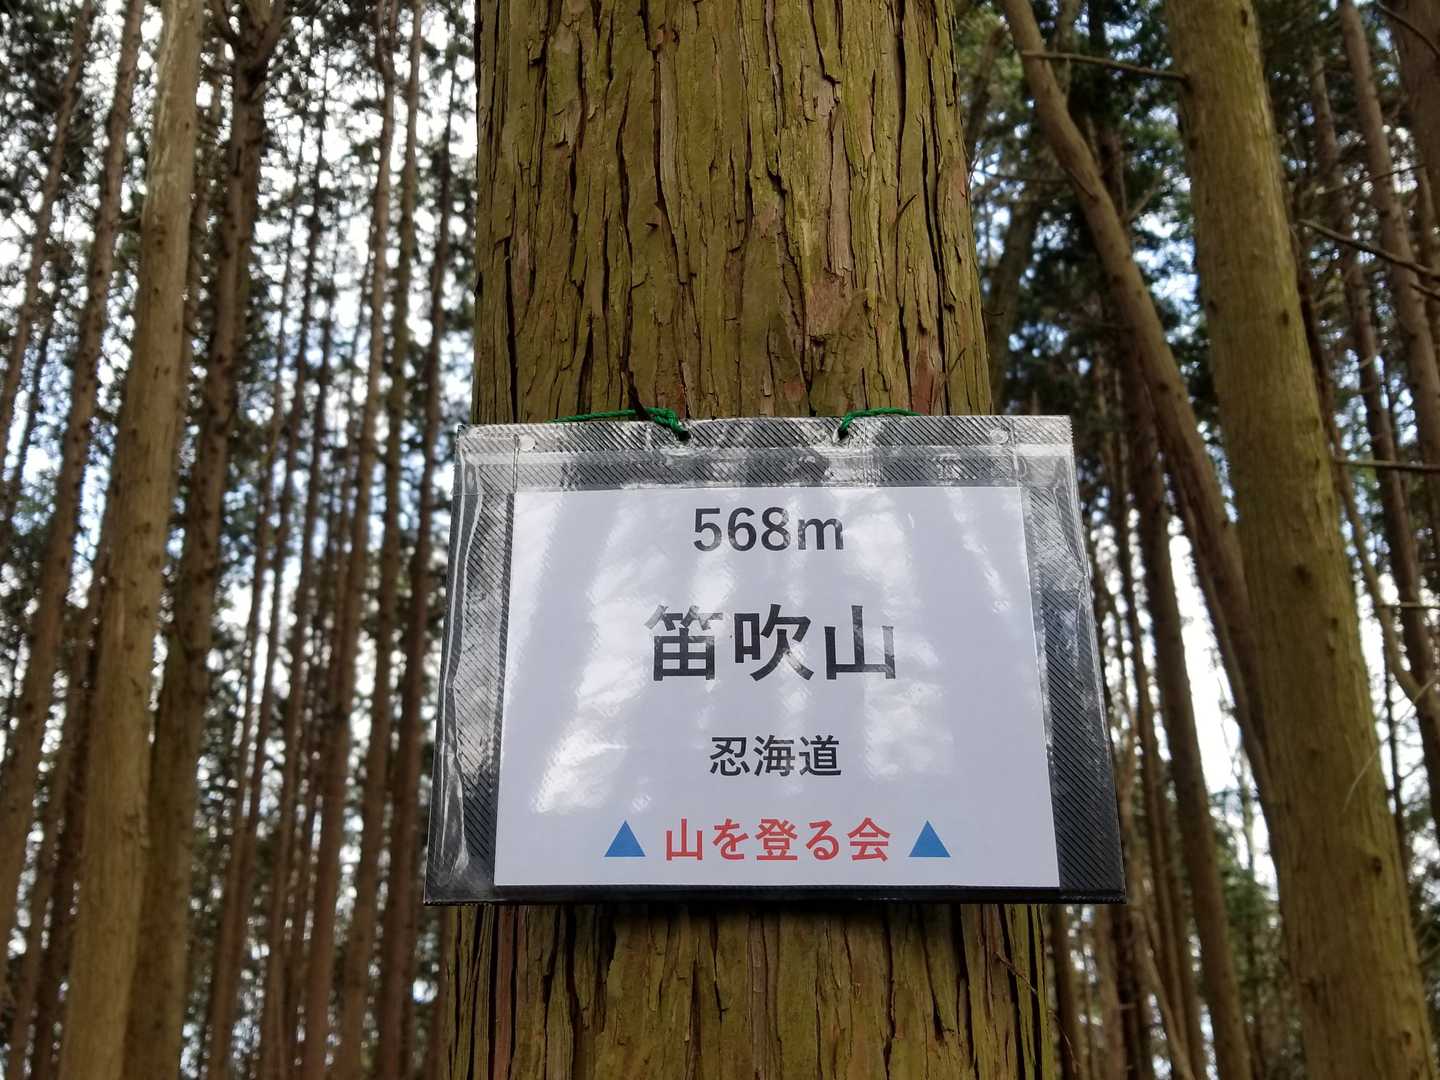 568m
笛吹山
忍海道
▲ 山を登る会 ▲